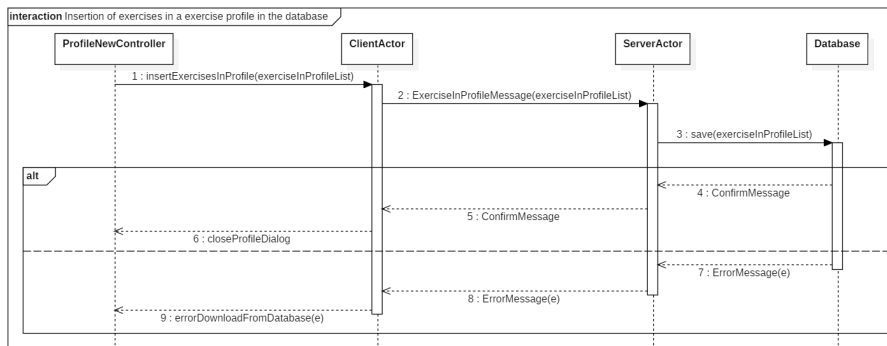 interaction Insertion of exercises in a exercise profile in the database
ProfileNewController
ClientActor
ServerActor
Database
1 : insertExercisesInProfile(exerciseInProfileList)
2 : ExerciseInProfileMessage(exerciseInProfileList)
3 : save(exerciseInProfileList)
alt
4 : ConfirmMessage
5 : ConfirmMessage
6 : closeProfileDialog
7 : ErrorMessage(e)
8 : ErrorMessage(e)
9 : errorDownloadFromDatabase(e)